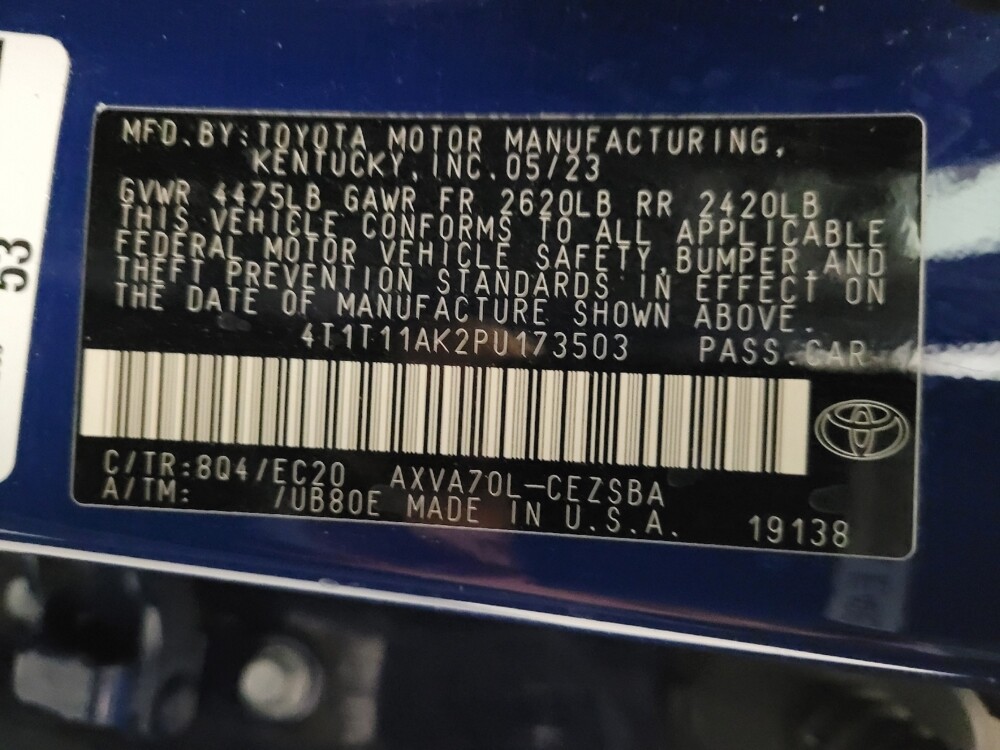 53
MFD.BY:TOYOTA MOTOR MANUFACTURING,
KENTUCKY, INC. 05/23
GVWR 4475LB GAWR FR 2620LB RR 2420LB
THIS VEHICLE CONFORMS TO ALL APPLICABLE
FEDERAL MOTOR VEHICLE SAFETY,BUMPER,AND
THEFT PREVENTION STANDARDS IN EFFECT ON
THE DATE OF MANUFACTURE SHOWN ABOVE.
4T1T11AK2PU173503 PASS.CAR
C/TR:8Q4/EC20 AXVA70L-CEZSBA
A/TM: /UB80E MADE IN U.S.A. 19138